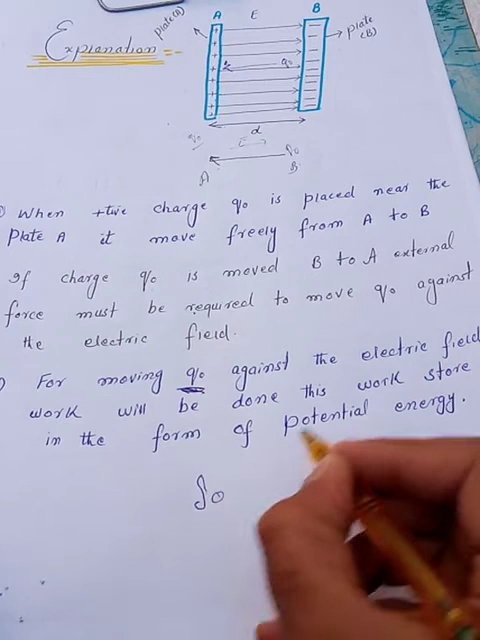 Explanation
Plate(A)
A
E
B
Plate (B)
+ + + + + + + +
q₀
d
E
q₀
A
B
When +tive charge q₀ is placed near the
Plate A it move freely from A to B
If charge q₀ is moved B to A external
force must be required to move q₀ against
the electric field.
For moving q₀ against the electric field
work will be done this work store
in the form of potential energy.
So